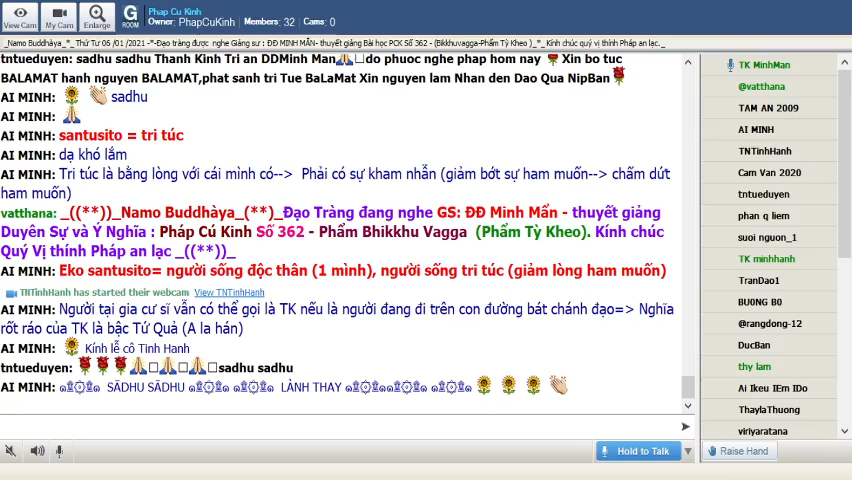 Phap Cu Kinh
Owner: PhapCuKinh Members: 32 Cams: 0
View Cam My Cam Enlarge G ROOM
_Namo Buddhàya_*_ Thứ Tư 06 /01 /2021 -*-Đạo tràng được nghe Giảng sư : ĐĐ MINH MẪN- thuyết giảng Bài học PCK Số 362 - (Bikkhuvagga-Phẩm Tỳ Kheo )_*_ Kính chúc quý vị thính Pháp an lạc._
tntueduyen: sadhu sadhu Thanh Kinh Tri an DDMinh Man🙏□do phuoc nghe phap hom nay 🌹Xin bo tuc
BALAMAT hanh nguyen BALAMAT,phat sanh tri Tue BaLaMat Xin nguyen lam Nhan den Dao Qua NipBan🌹
AI MINH: 🌻 👏 sadhu
AI MINH: 🙏
AI MINH: santusito = tri túc
AI MINH: dạ khó lắm
AI MINH: Tri túc là bằng lòng với cái mình có--> Phải có sự kham nhẫn (giảm bớt sự ham muốn--> chấm dứt
ham muốn)
vatthana: _((**))_Namo Buddhàya_(**)_Đạo Tràng đang nghe GS: ĐĐ Minh Mẩn - thuyết giảng
Duyên Sự và Ý Nghĩa : Pháp Cú Kinh Số 362 - Phẩm Bhikkhu Vagga (Phẩm Tỳ Kheo). Kính chúc
Quý Vị thính Pháp an lạc _((**))_
AI MINH: Eko santusito= người sống độc thân (1 mình), người sống tri túc (giảm lòng ham muốn)
TNTinhHanh has started their webcam View TNTinhHanh
AI MINH: Người tại gia cư sĩ vẫn có thể gọi là TK nếu là người đang đi trên con đường bát chánh đạo=> Nghĩa
rốt ráo của TK là bậc Tứ Quả (A la hán)
AI MINH: 🌻 Kính lễ cô Tinh Hanh
tntueduyen: 🌹🌹🌹🙏□🙏□🙏□sadhu sadhu
AI MINH: SĀDHU SĀDHU LÀNH THAY 🌻 🌻 🌻 👏
TK MinhMan
@vatthana
TAM AN 2009
AI MINH
TNTinhHanh
Cam Van 2020
tntueduyen
phan q liem
suoi nguon_1
TK minhhanh
TranDao1
BU0NG B0
@rangdong-12
DucBan
thy lam
Ai Ikeu IEm IDo
ThaylaThuong
viriyaratana
Hold to Talk
Raise Hand